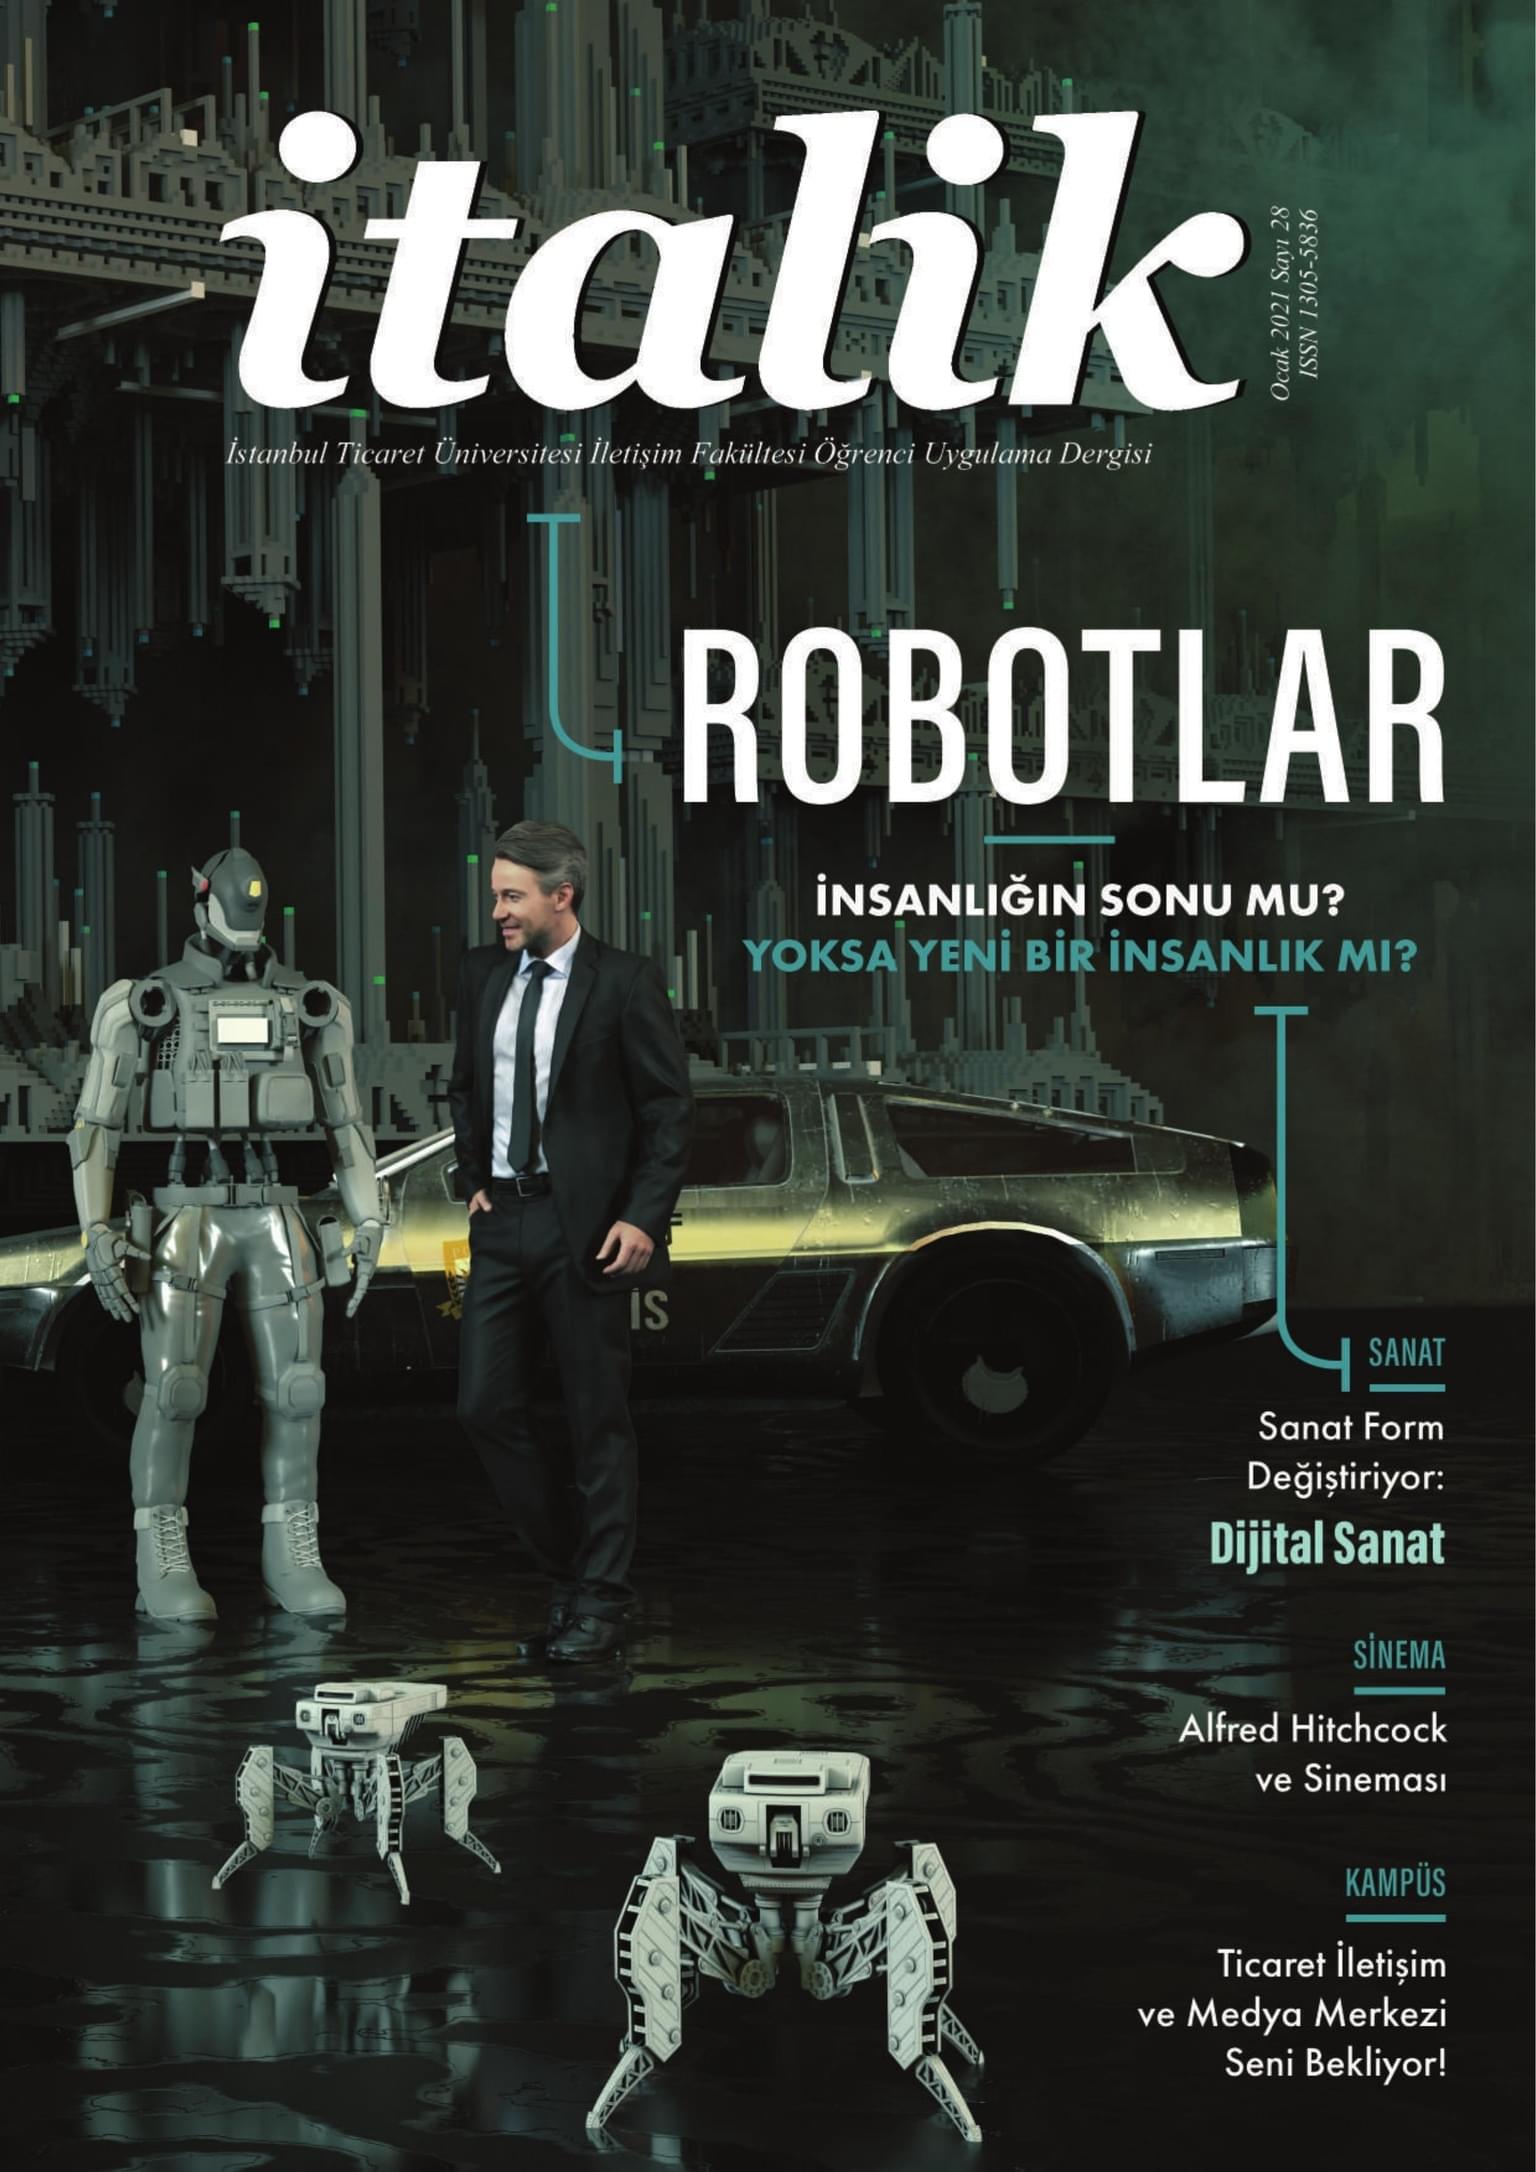 italik
Ocak 2021 Sayı 28
ISSN 1305-5836
İstanbul Ticaret Üniversitesi İletişim Fakültesi Öğrenci Uygulama Dergisi
ROBOTLAR
İNSANLIĞIN SONU MU?
YOKSA YENİ BİR İNSANLIK MI?
İS
SANAT
Sanat Form
Değiştiriyor:
Dijital Sanat
SİNEMA
Alfred Hitchcock
ve Sineması
KAMPÜS
Ticaret İletişim
ve Medya Merkezi
Seni Bekliyor!